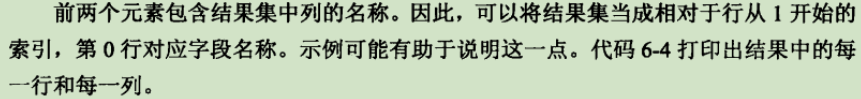 前两个元素包含结果集中列的名称。因此，可以将结果集当成相对于行从 1 开始的
索引，第 0 行对应字段名称。示例可能有助于说明这一点。代码 6-4 打印出结果中的每
一行和每一列。